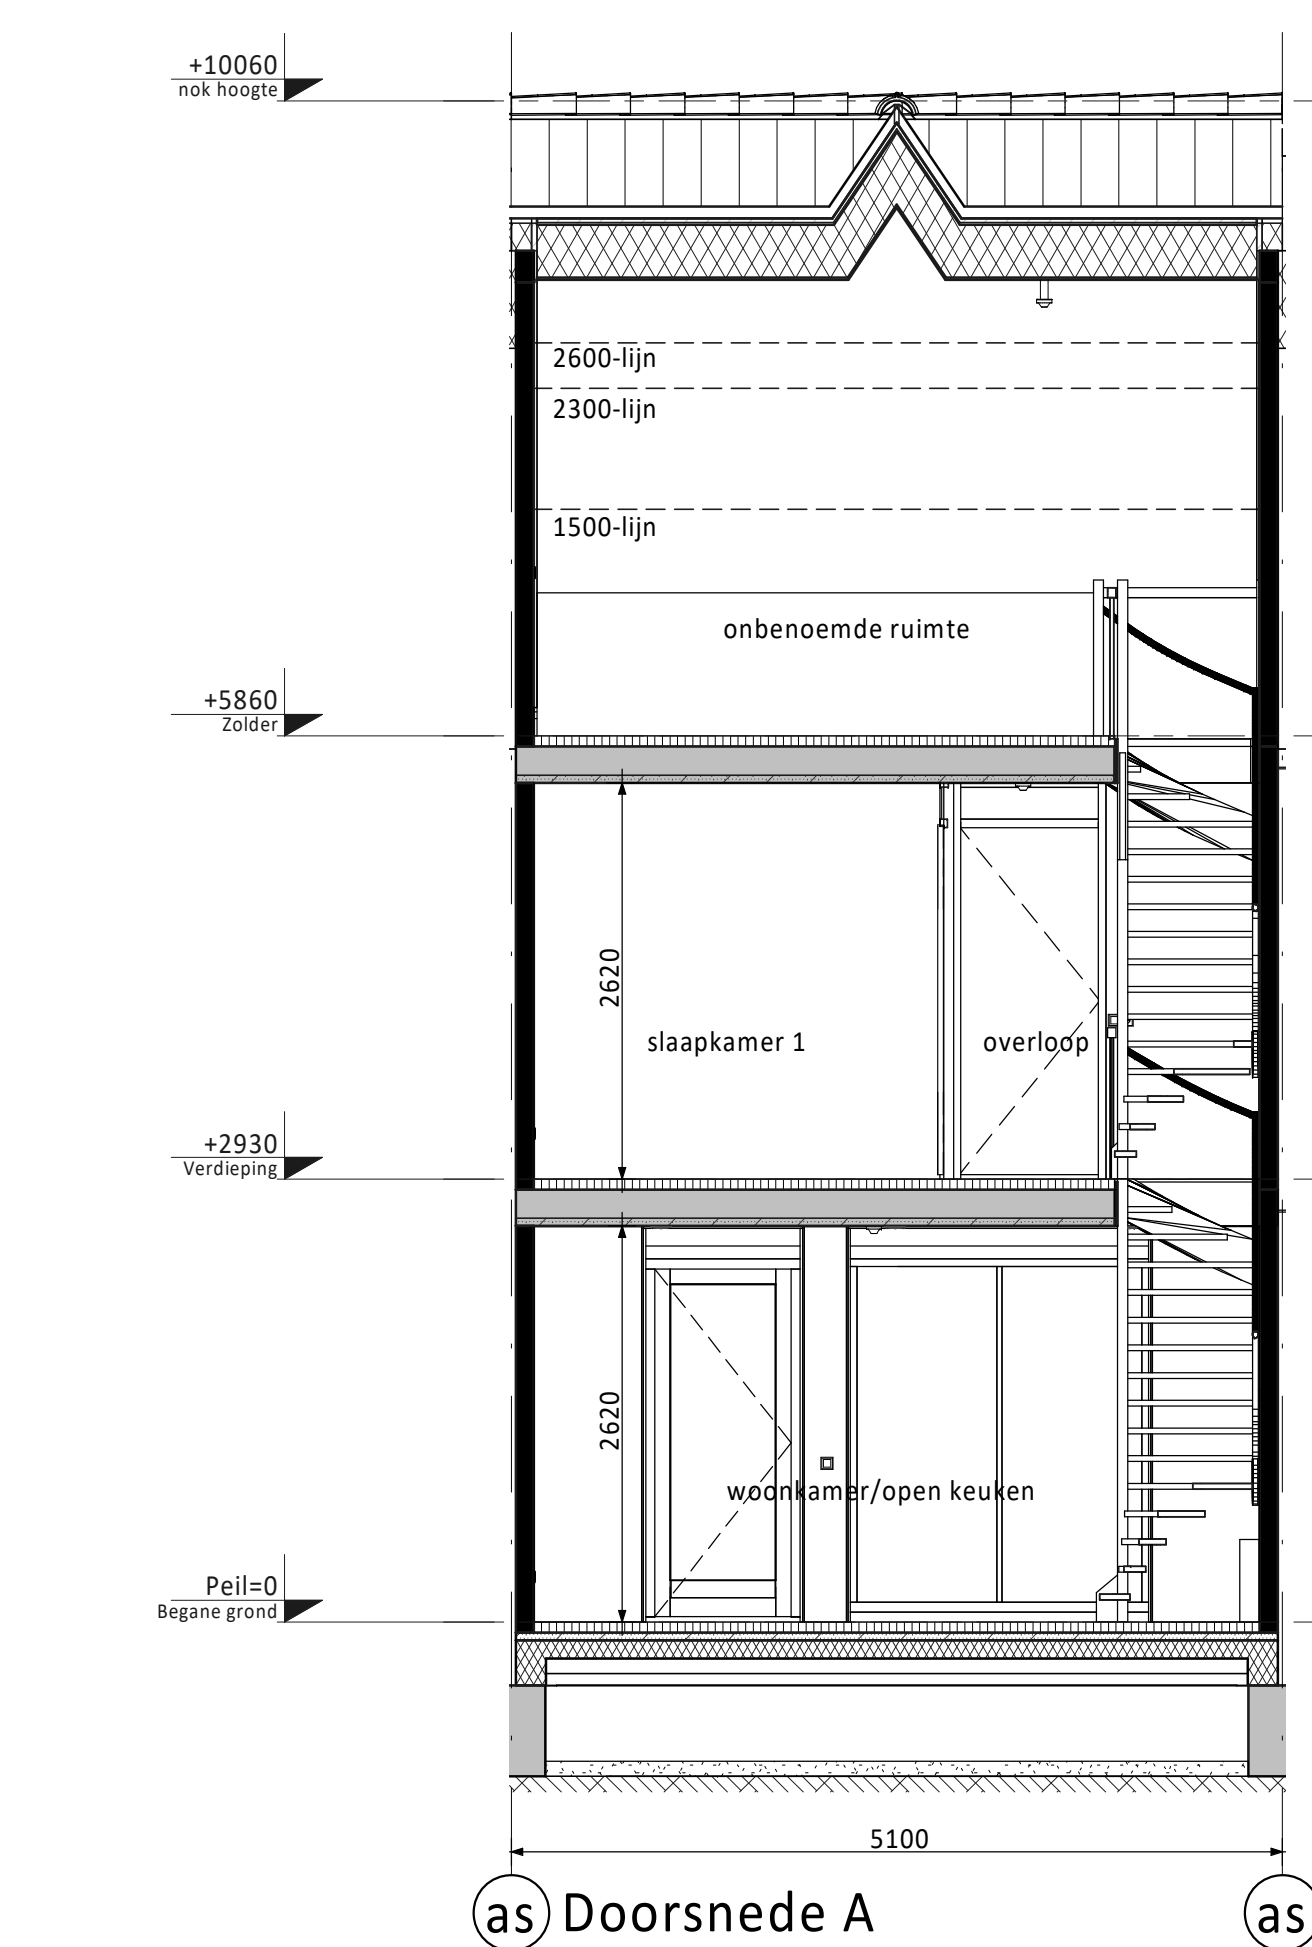 +10060
nok hoogte
2600-lijn
2300-lijn
1500-lijn
onbenoemde ruimte
+5860
Zolder
2620
slaapkamer 1
overloop
+2930
Verdieping
2620
woonkamer/open keuken
Peil=0
Begane grond
5100
as Doorsnede A as